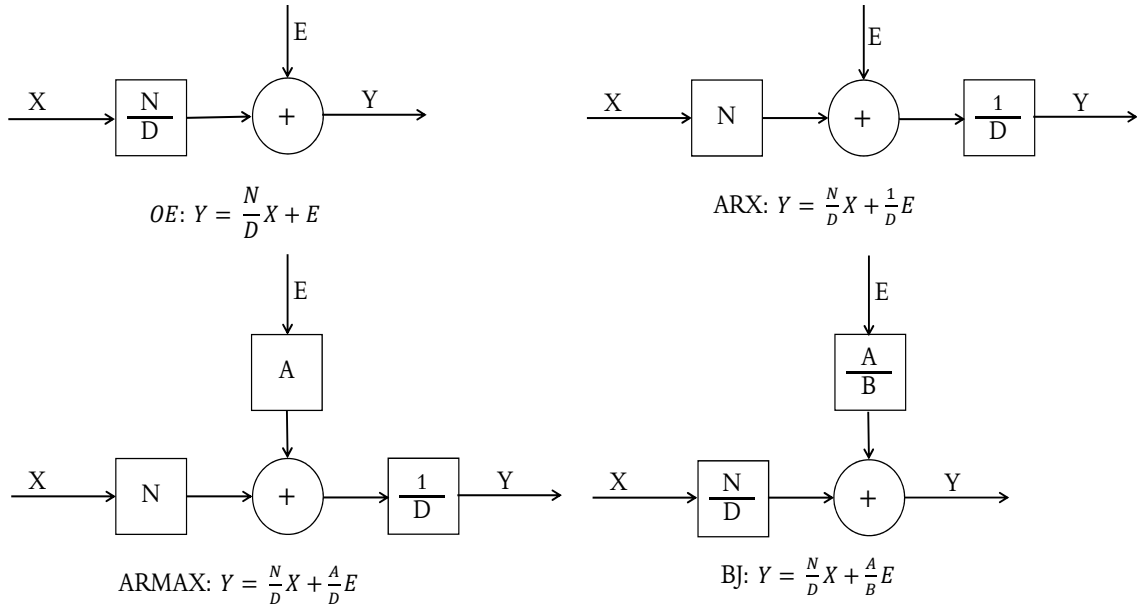 E
X
N
D
+
Y
OE: Y = N/D X + E
E
X
N
+
1
D
Y
ARX: Y = N/D X + 1/D E
E
A
X
N
+
1
D
Y
ARMAX: Y = N/D X + A/D E
E
A
B
X
N
D
+
Y
BJ: Y = N/D X + A/B E